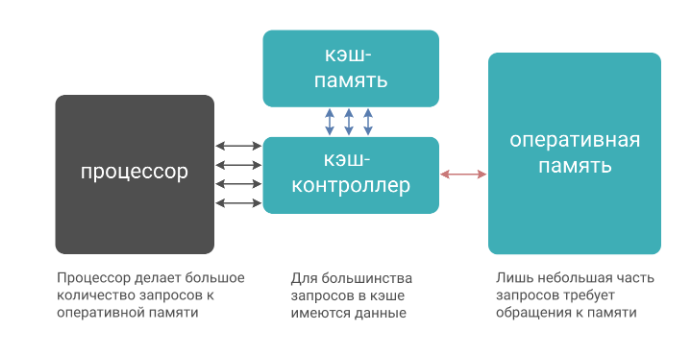 кэш-
память
процессор
кэш-
контроллер
оперативная
память
Процессор делает большое
количество запросов к
оперативной памяти
Для большинства
запросов в кэше
имеются данные
Лишь небольшая часть
запросов требует
обращения к памяти